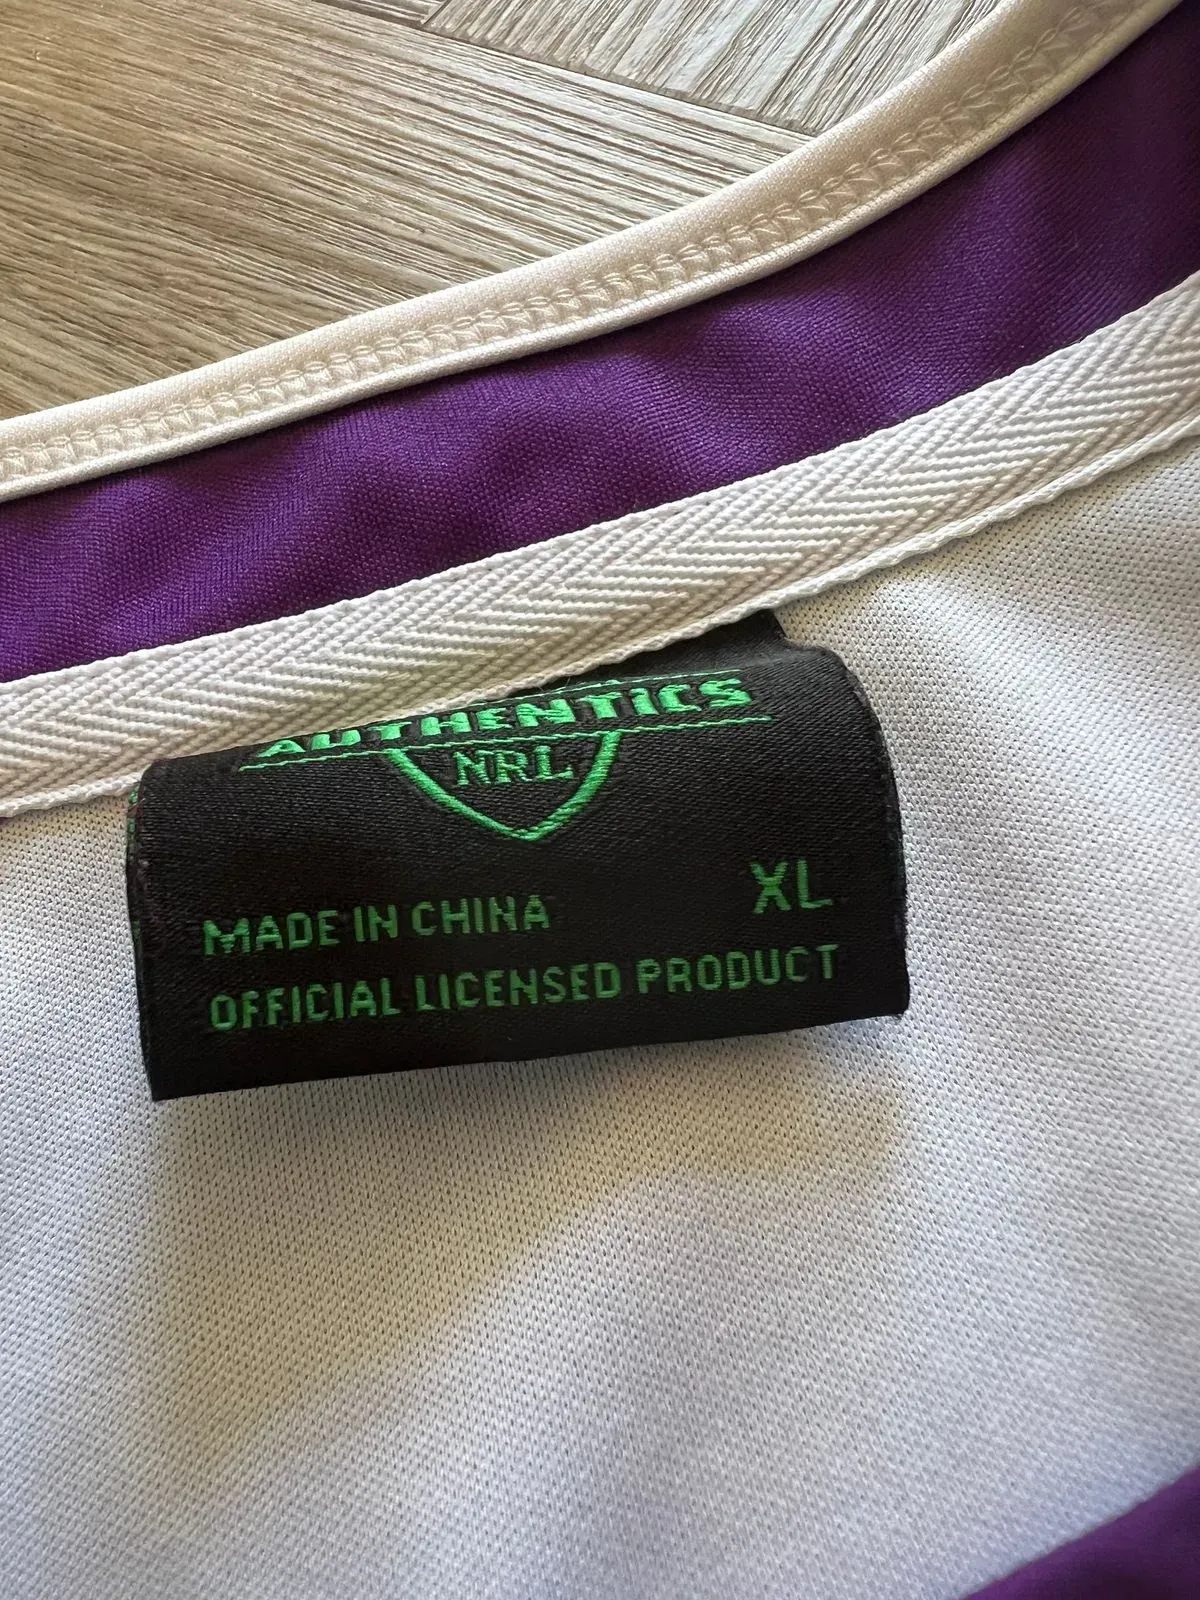 AUTHENTICS
NRL
XL
MADE IN CHINA
OFFICIAL LICENSED PRODUCT